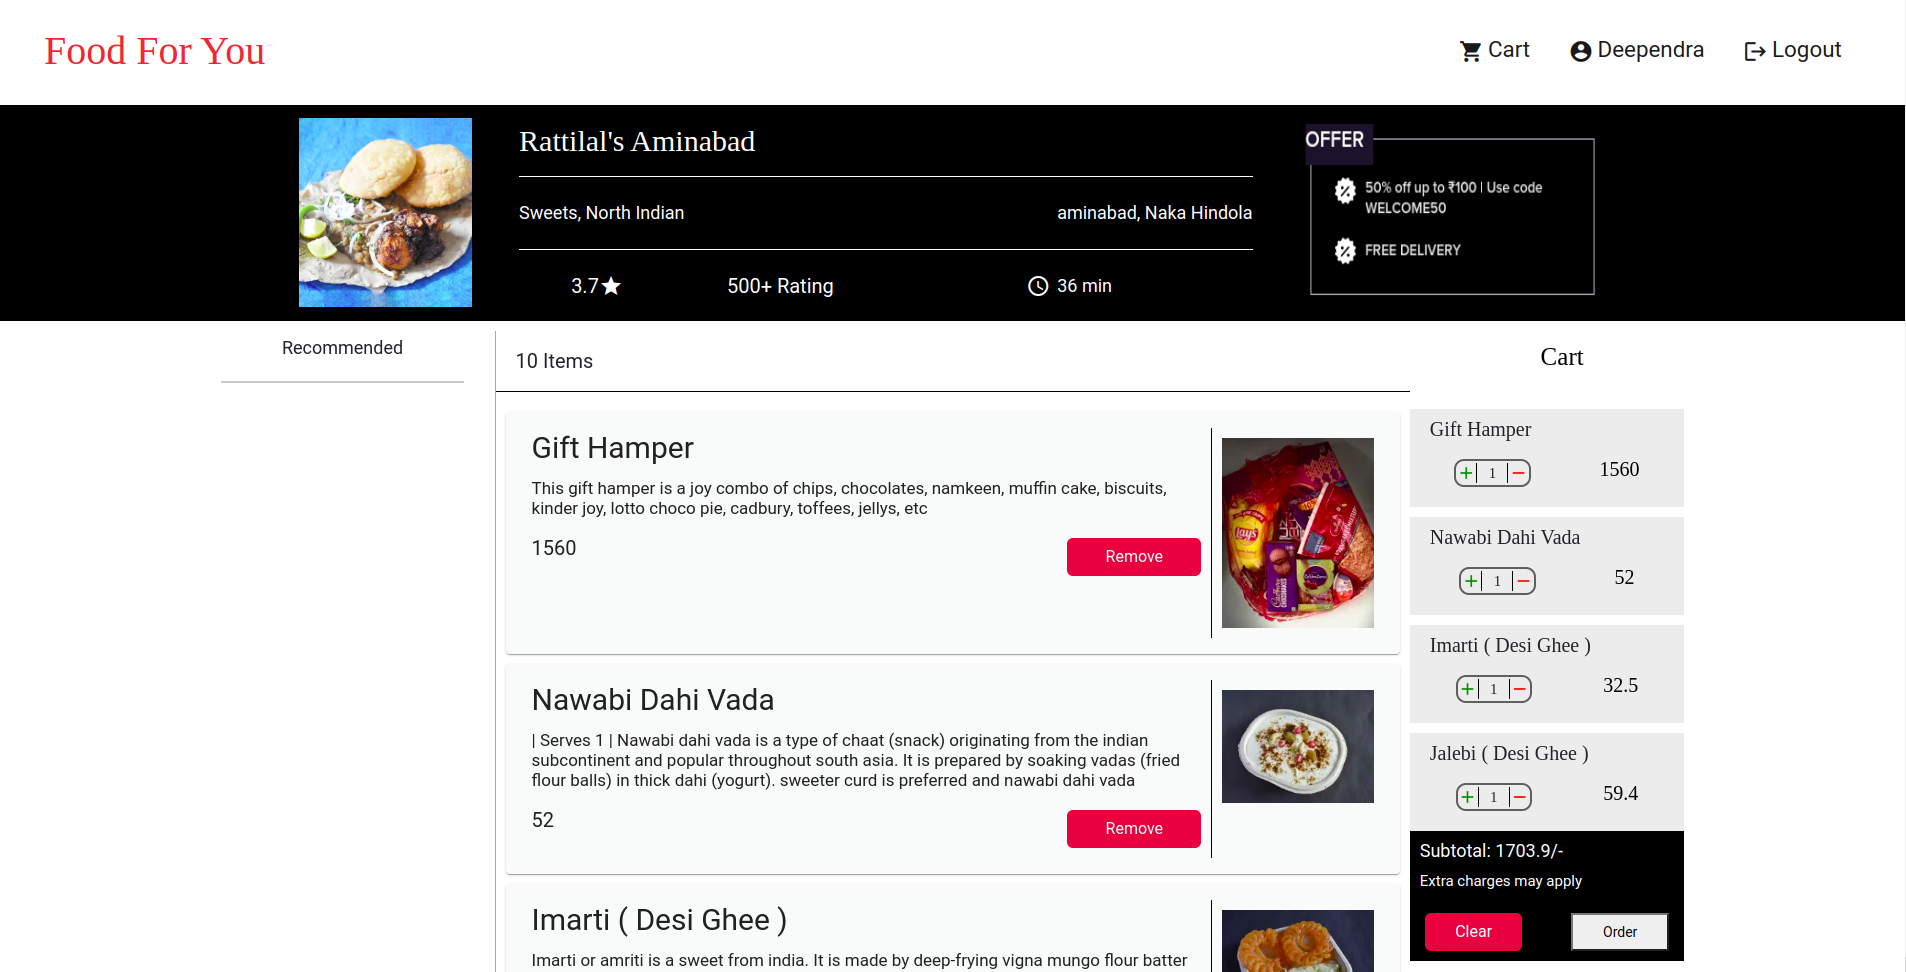 Food For You
Cart
Deependra
Logout
Rattilal's Aminabad
Sweets, North Indian
aminabad, Naka Hindola
3.7
500+ Rating
36 min
OFFER
50% off up to ₹100 | Use code
WELCOME50
FREE DELIVERY
Recommended
10 Items
Gift Hamper
This gift hamper is a joy combo of chips, chocolates, namkeen, muffin cake, biscuits,
kinder joy, lotto choco pie, cadbury, toffees, jellys, etc
1560
Remove
Lays
Nawabi Dahi Vada
| Serves 1 | Nawabi dahi vada is a type of chaat (snack) originating from the indian
subcontinent and popular throughout south asia. It is prepared by soaking vadas (fried
flour balls) in thick dahi (yogurt). sweeter curd is preferred and nawabi dahi vada
52
Remove
Imarti ( Desi Ghee )
Imarti or amriti is a sweet from india. It is made by deep-frying vigna mungo flour batter
Cart
Gift Hamper
+ 1 −
1560
Nawabi Dahi Vada
+ 1 −
52
Imarti ( Desi Ghee )
+ 1 −
32.5
Jalebi ( Desi Ghee )
+ 1 −
59.4
Subtotal: 1703.9/-
Extra charges may apply
Clear
Order